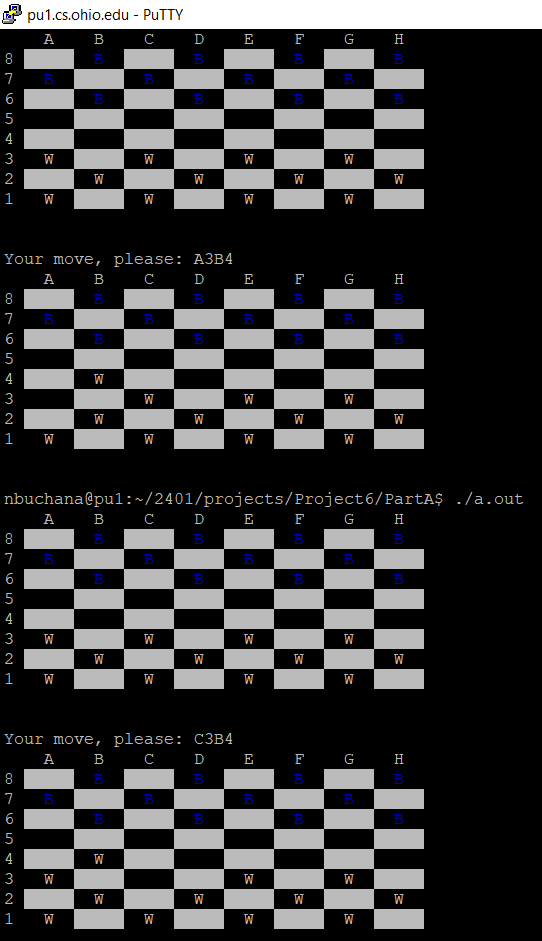 pu1.cs.ohio.edu - PuTTY
A B C D E F G H
8 B B B B
7 B B B B
6 B B B B
5
4
3 W W W W
2 W W W W
1 W W W W
Your move, please: A3B4
A B C D E F G H
8 B B B B
7 B B B B
6 B B B B
5
4 W
3 W W W
2 W W W W
1 W W W W
nbuchana@pu1:~/2401/projects/Project6/PartA$ ./a.out
A B C D E F G H
8 B B B B
7 B B B B
6 B B B B
5
4
3 W W W W
2 W W W W
1 W W W W
Your move, please: C3B4
A B C D E F G H
8 B B B B
7 B B B B
6 B B B B
5
4 W
3 W W W
2 W W W W
1 W W W W